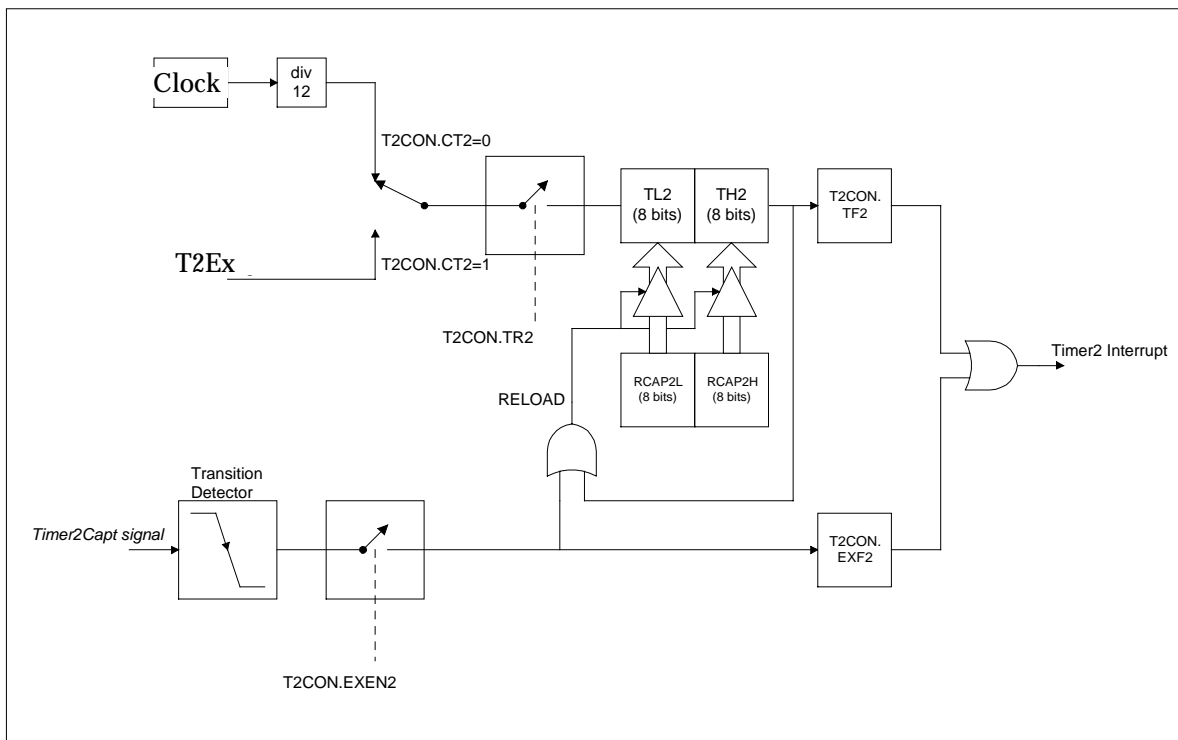 Clock
div
12
T2CON.CT2=0
T2Ex
T2CON.CT2=1
T2CON.TR2
TL2
(8 bits)
TH2
(8 bits)
T2CON.
TF2
RCAP2L
(8 bits)
RCAP2H
(8 bits)
RELOAD
Timer2 Interrupt
Transition
Detector
Timer2Capt signal
T2CON.EXEN2
T2CON.
EXF2